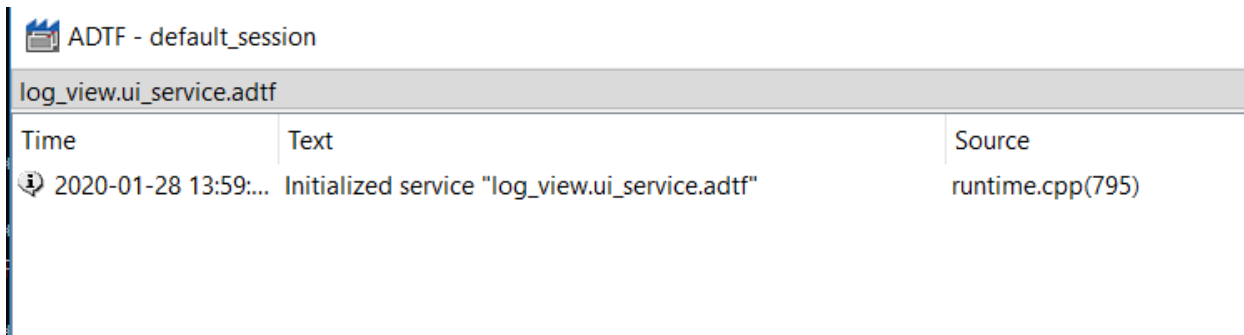 ADTF - default_session
log_view.ui_service.adtf
Time Text Source
2020-01-28 13:59:... Initialized service "log_view.ui_service.adtf" runtime.cpp(795)